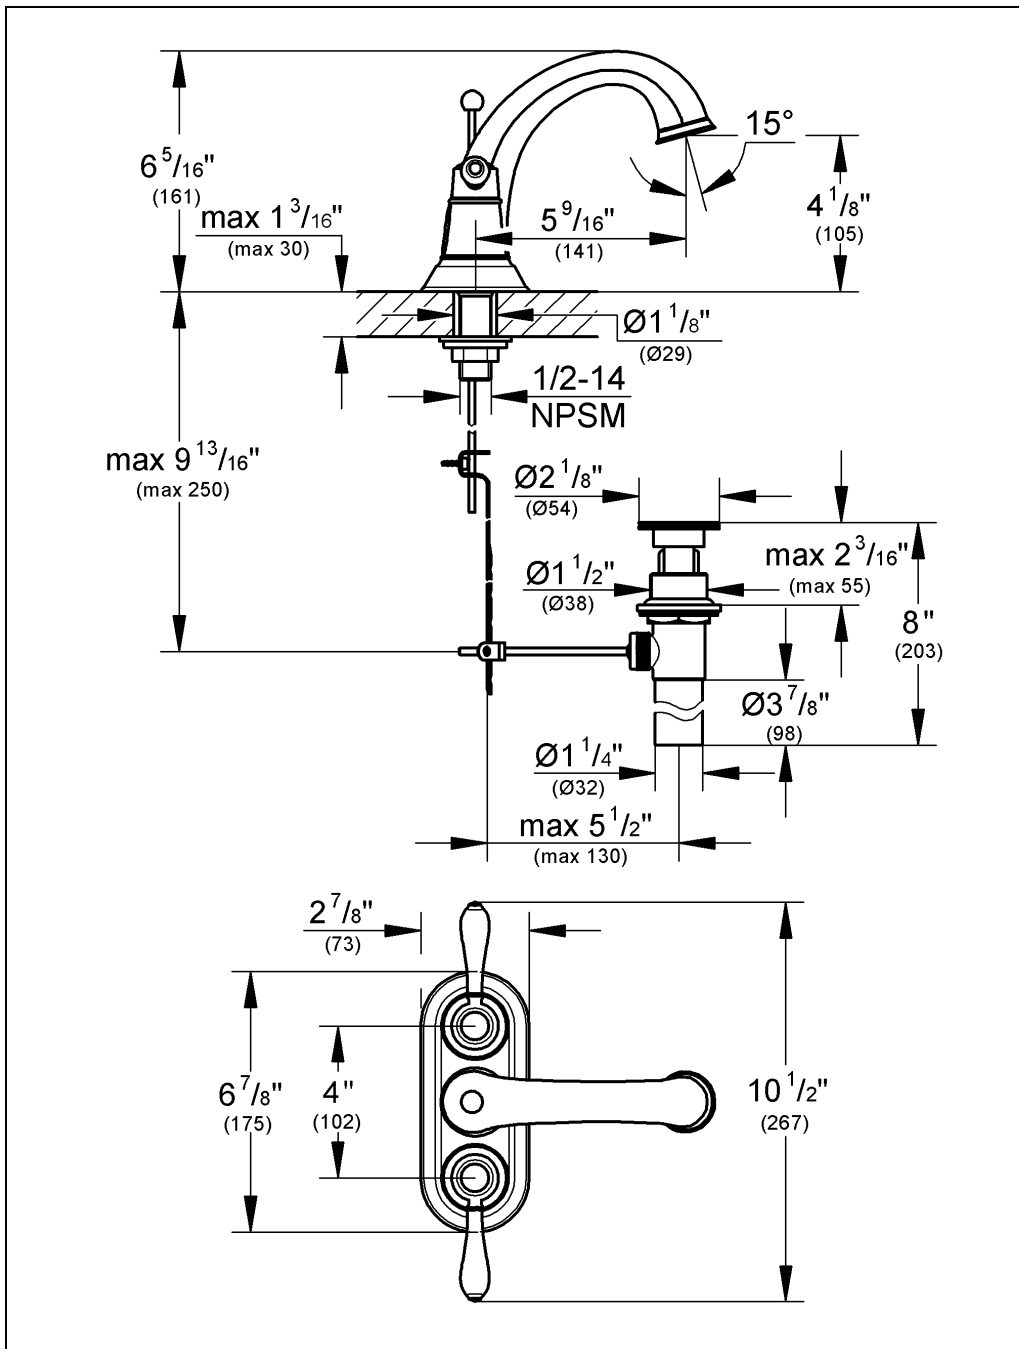 15°
6 5/16"
(161)
4 1/8"
(105)
max 1 3/16"
(max 30)
5 9/16"
(141)
Ø1 1/8"
(Ø29)
1/2-14
NPSM
max 9 13/16"
(max 250)
Ø2 1/8"
(Ø54)
max 2 3/16"
(max 55)
Ø1 1/2"
(Ø38)
8"
(203)
Ø3 7/8"
(98)
Ø1 1/4"
(Ø32)
max 5 1/2"
(max 130)
2 7/8"
(73)
6 7/8"
(175)
4"
(102)
10 1/2"
(267)